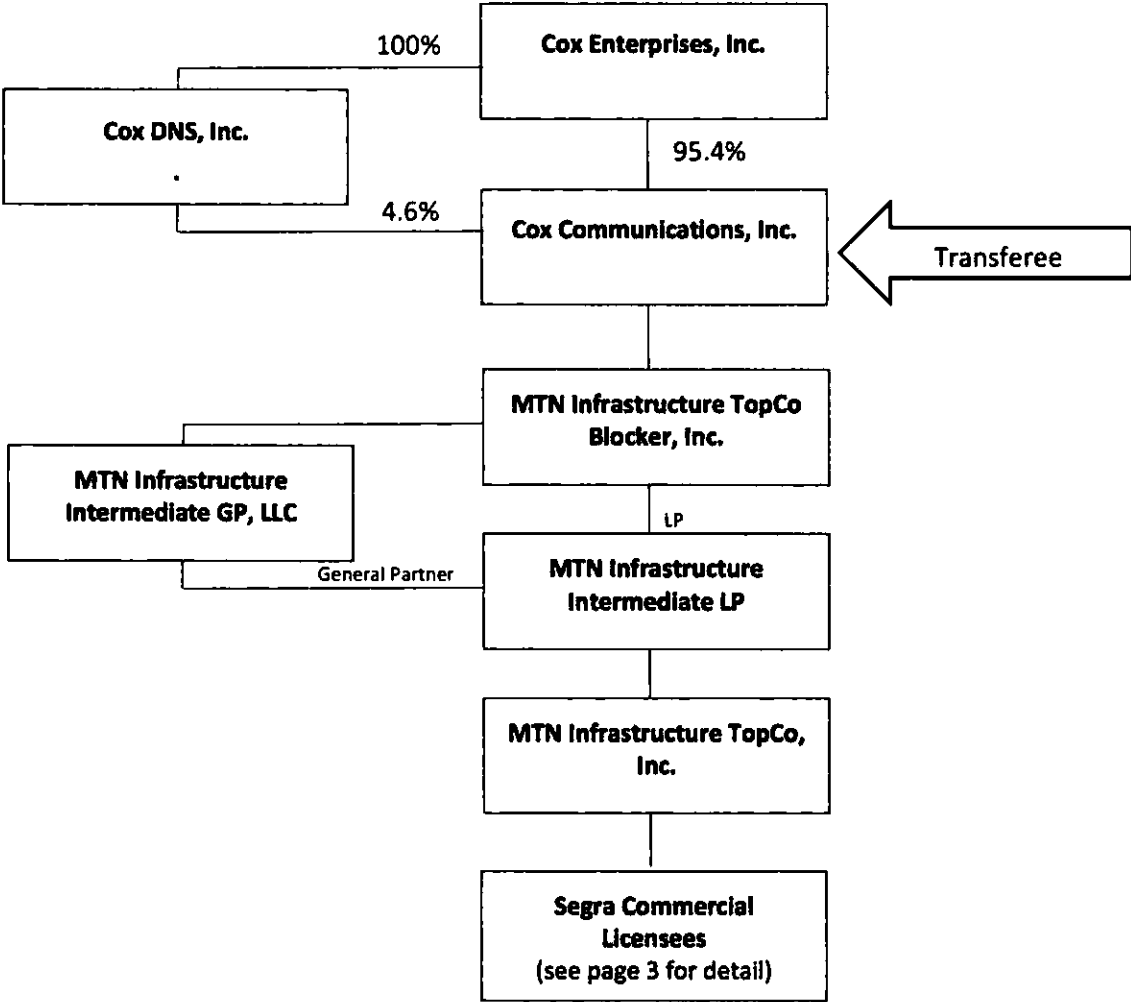 100%
Cox Enterprises, Inc.
Cox DNS, Inc.
95.4%
4.6%
Cox Communications, Inc.
Transferee
MTN Infrastructure TopCo
Blocker, Inc.
MTN Infrastructure
Intermediate GP, LLC
LP
General Partner
MTN Infrastructure
Intermediate LP
MTN Infrastructure TopCo,
Inc.
Segra Commercial
Licensees
(see page 3 for detail)